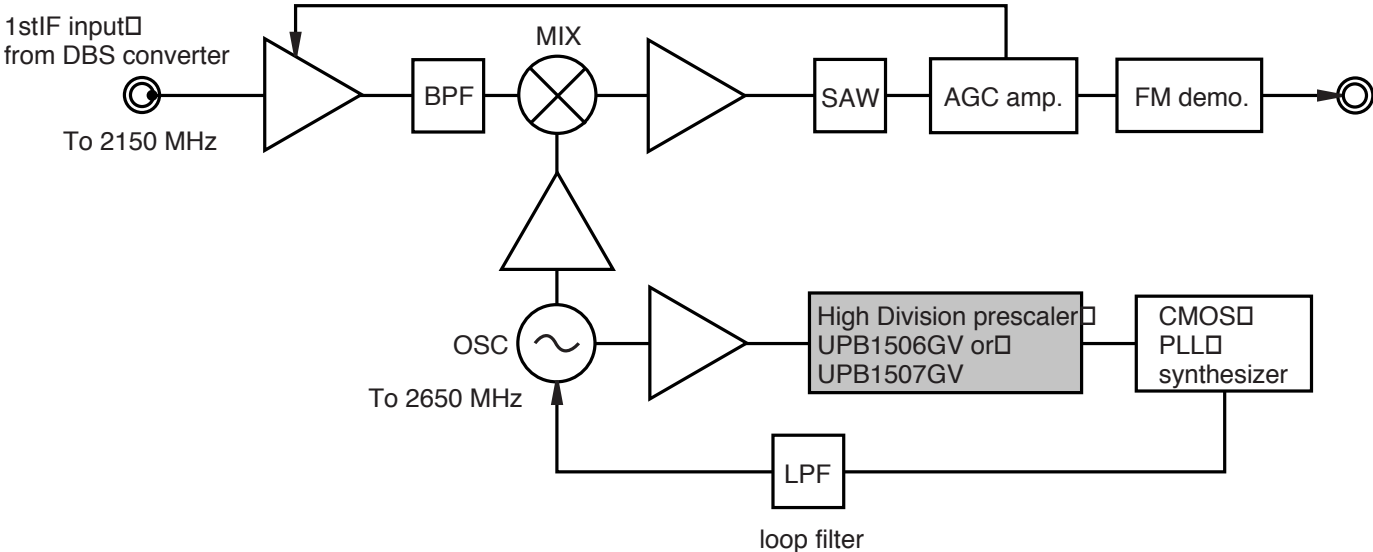 1stIF input□
from DBS converter
To 2150 MHz
BPF
MIX
SAW
AGC amp.
FM demo.
OSC
To 2650 MHz
High Division prescaler□
UPB1506GV or□
UPB1507GV
CMOS□
PLL□
synthesizer
LPF
loop filter